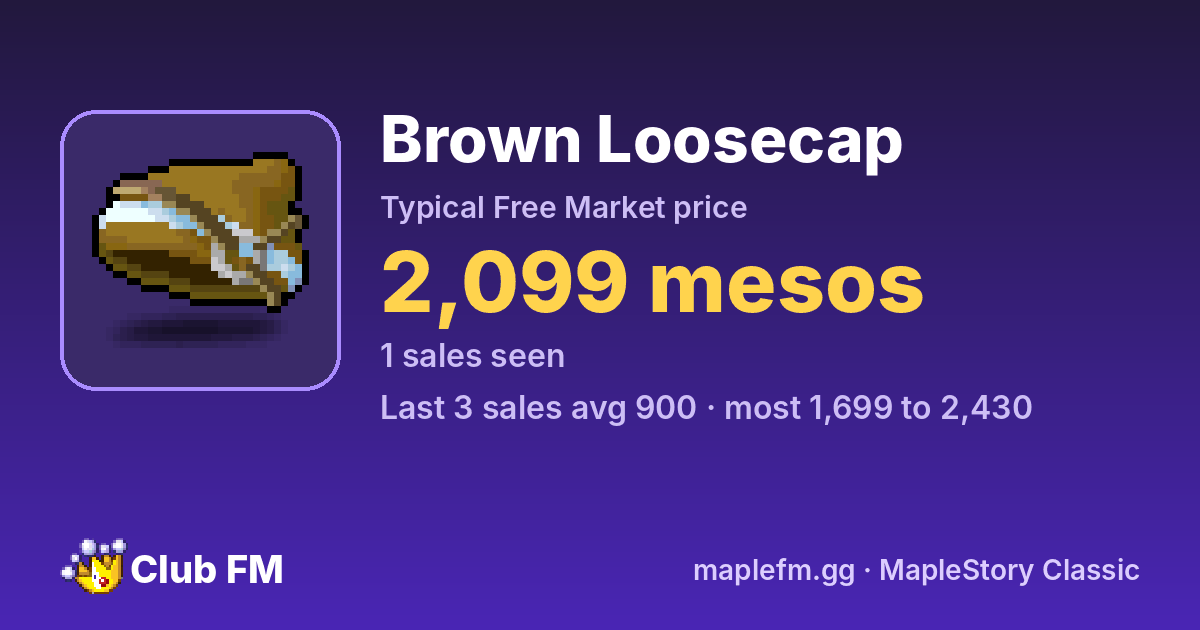 Brown Loosecap
Typical Free Market price
2,099 mesos
1 sales seen
Last 3 sales avg 900 · most 1,699 to 2,430
Club FM
maplefm.gg · MapleStory Classic